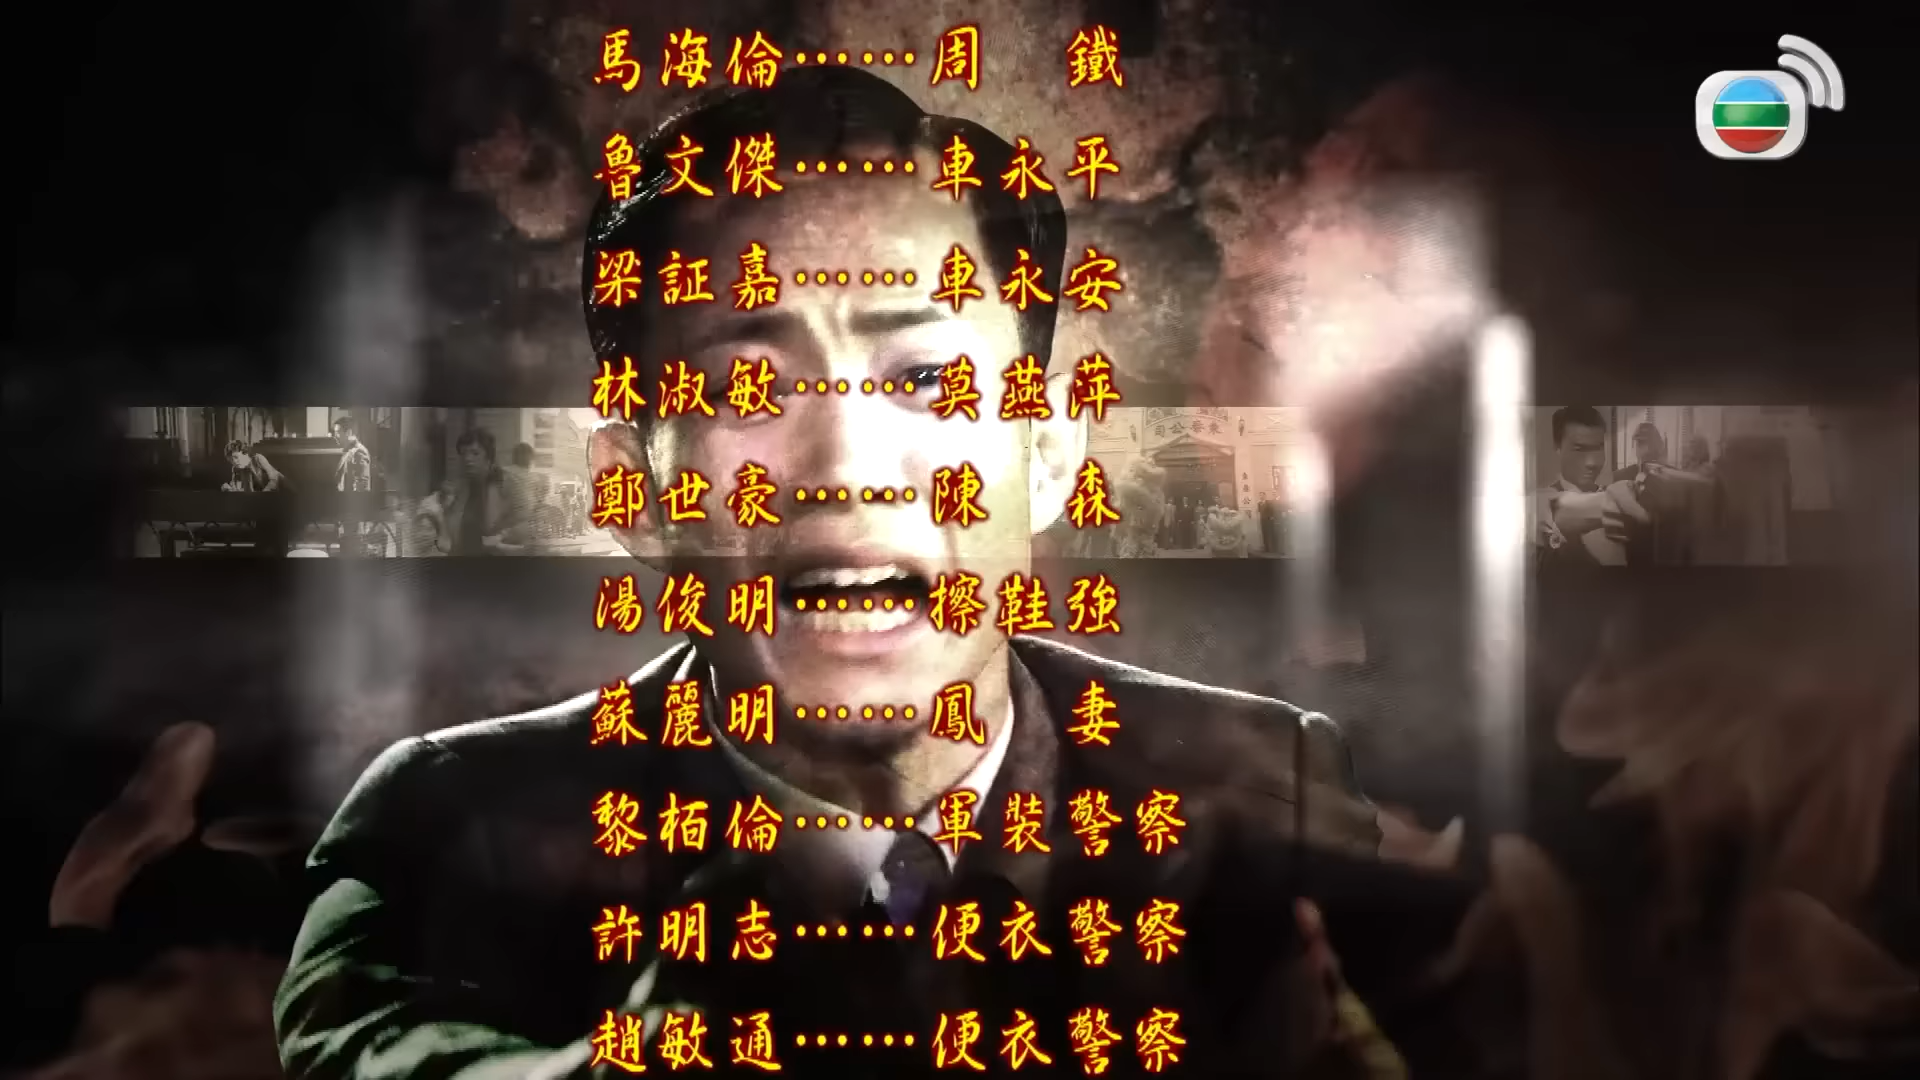 馬海倫⋯⋯周　鐵
魯文傑⋯⋯車永平
梁証嘉⋯⋯車永安
林淑敏⋯⋯莫燕萍
鄭世豪⋯⋯陳　森
湯俊明⋯⋯擦鞋強
蘇麗明⋯⋯鳳　妻
黎栢倫⋯⋯軍裝警察
許明志⋯⋯便衣警察
趙敏通⋯⋯便衣警察